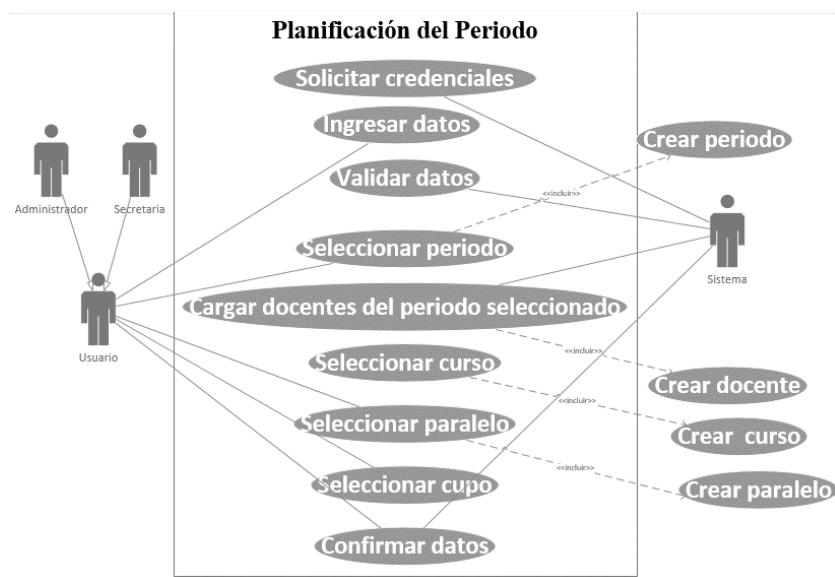 Planificación del Periodo
Solicitar credenciales
Ingresar datos
Crear periodo
Validar datos
<<incluir>>
Administrador
Secretaria
Seleccionar periodo
Sistema
Cargar docentes del periodo seleccionado
Usuario
<<incluir>>
Seleccionar curso
Crear docente
<<incluir>>
Seleccionar paralelo
Crear curso
<<incluir>>
Seleccionar cupo
Crear paralelo
Confirmar datos